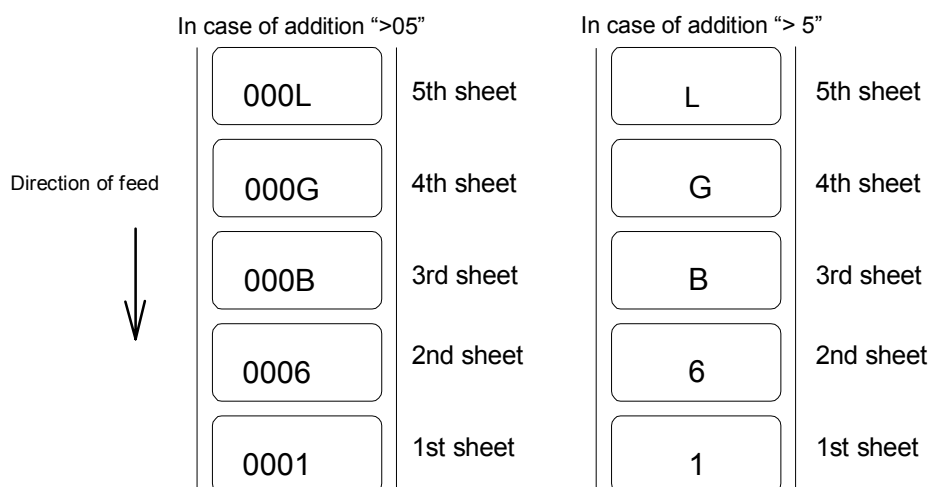 In case of addition “>05”
000L
5th sheet
000G
4th sheet
000B
3rd sheet
0006
2nd sheet
0001
1st sheet
In case of addition “> 5”
L
5th sheet
G
4th sheet
B
3rd sheet
6
2nd sheet
1
1st sheet
Direction of feed